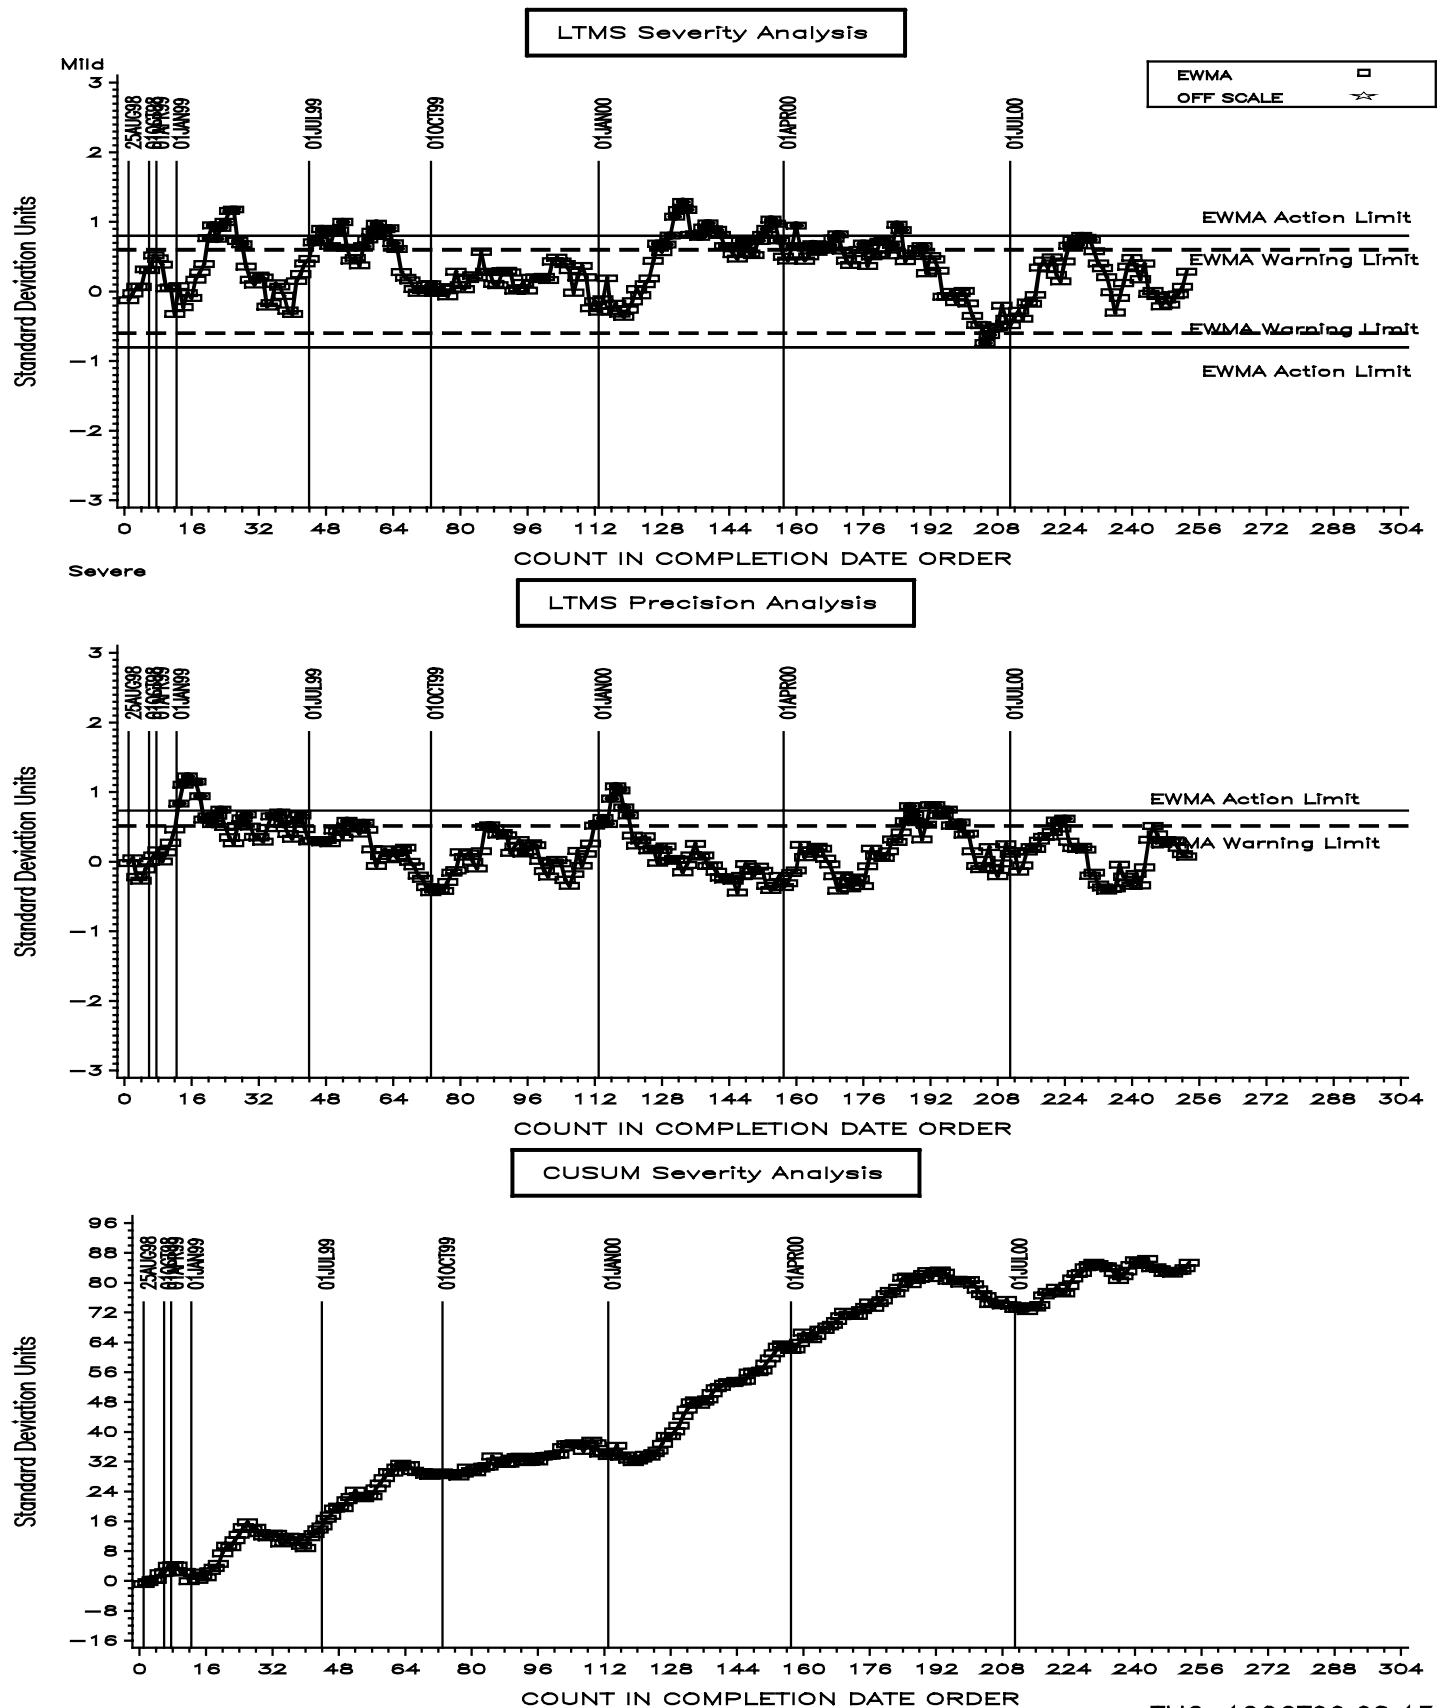 LTMS Severity Analysis
Mild
EWMA
OFF SCALE
3
2
1
0
−1
−2
−3
Standard Deviation Units
25AUG98
01OCT98
01APR99
01JAN99
01JUL99
01OCT99
01JAN00
01APR00
01JUL00
EWMA Action Limit
EWMA Warning Limit
EWMA Warning Limit
EWMA Action Limit
0 16 32 48 64 80 96 112 128 144 160 176 192 208 224 240 256 272 288 304
COUNT IN COMPLETION DATE ORDER
Severe
LTMS Precision Analysis
3
2
1
0
−1
−2
−3
Standard Deviation Units
25AUG98
01OCT98
01APR99
01JAN99
01JUL99
01OCT99
01JAN00
01APR00
01JUL00
EWMA Action Limit
Warning Limit
0 16 32 48 64 80 96 112 128 144 160 176 192 208 224 240 256 272 288 304
COUNT IN COMPLETION DATE ORDER
CUSUM Severity Analysis
96
88
80
72
64
56
48
40
32
24
16
8
0
−8
−16
Standard Deviation Units
25AUG98
01OCT98
01APR99
01JAN99
01JUL99
01OCT99
01JAN00
01APR00
01JUL00
0 16 32 48 64 80 96 112 128 144 160 176 192 208 224 240 256 272 288 304
COUNT IN COMPLETION DATE ORDER